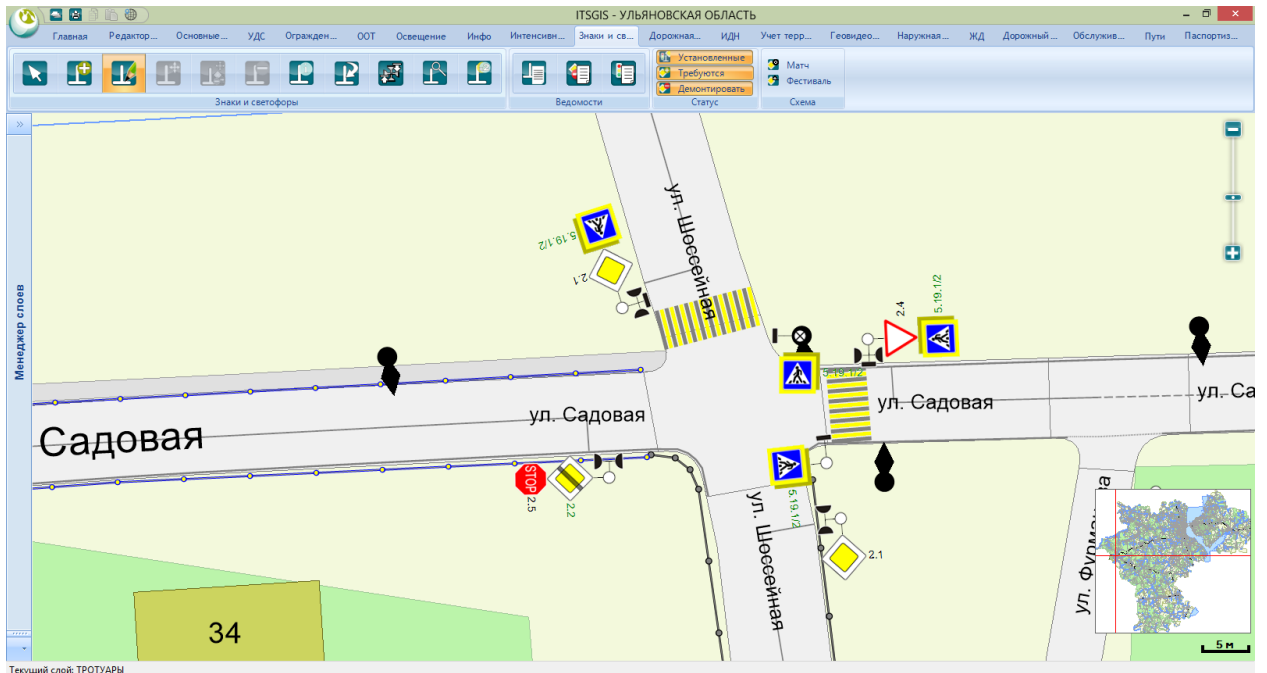 ITSGIS - УЛЬЯНОВСКАЯ ОБЛАСТЬ
Главная Редактор... Основные... УДС Огражден... ООТ Освещение Инфо Интенсивн... Знаки и св... Дорожная... ИДН Учет терр... Геовидео... Наружная... ЖД Дорожный ... Обслужив... Пути Паспортиз...
Установленные
Требуются
Демонтировать
Матч
Фестиваль
Знаки и светофоры Ведомости Статус Схема
»
Менеджер слоев
ул. Шоссейная
5.19.1/2
2.1
2.4
5.19.1/2
5.19.1/2
ул. Садовая
ул. Са
ул. Садовая
Садовая
STOP
2.5
2.2
5.19.1/2
ул. Шоссейная
2.1
34
5 м
Текущий слой: ТРОТУАРЫ